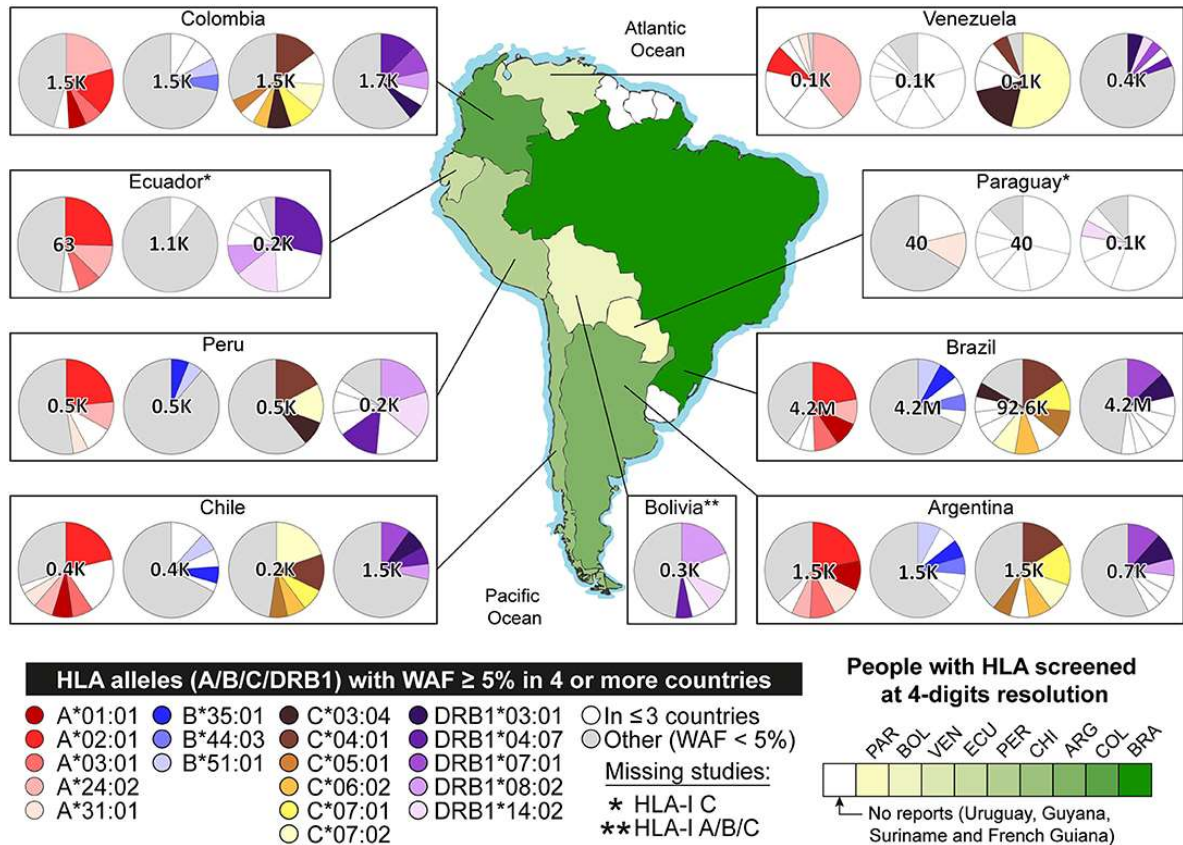 Colombia
1.5K 1.5K 1.5K 1.7K
Atlantic
Ocean
Venezuela
0.1K 0.1K 0.1K 0.4K
Ecuador*
63 1.1K 0.2K
Paraguay*
40 40 0.1K
Peru
0.5K 0.5K 0.5K 0.2K
Brazil
4.2M 4.2M 92.6K 4.2M
Chile
0.4K 0.4K 0.2K 1.5K
Pacific
Ocean
Bolivia**
0.3K
Argentina
1.5K 1.5K 1.5K 0.7K
HLA alleles (A/B/C/DRB1) with WAF ≥ 5% in 4 or more countries
A*01:01
A*02:01
A*03:01
A*24:02
A*31:01
B*35:01
B*44:03
B*51:01
C*03:04
C*04:01
C*05:01
C*06:02
C*07:01
C*07:02
DRB1*03:01
DRB1*04:07
DRB1*07:01
DRB1*08:02
DRB1*14:02
In ≤3 countries
Other (WAF < 5%)
Missing studies:
* HLA-I C
** HLA-I A/B/C
People with HLA screened
at 4-digits resolution
PAR BOL VEN ECU PER CHI ARG COL BRA
No reports (Uruguay, Guyana,
Suriname and French Guiana)